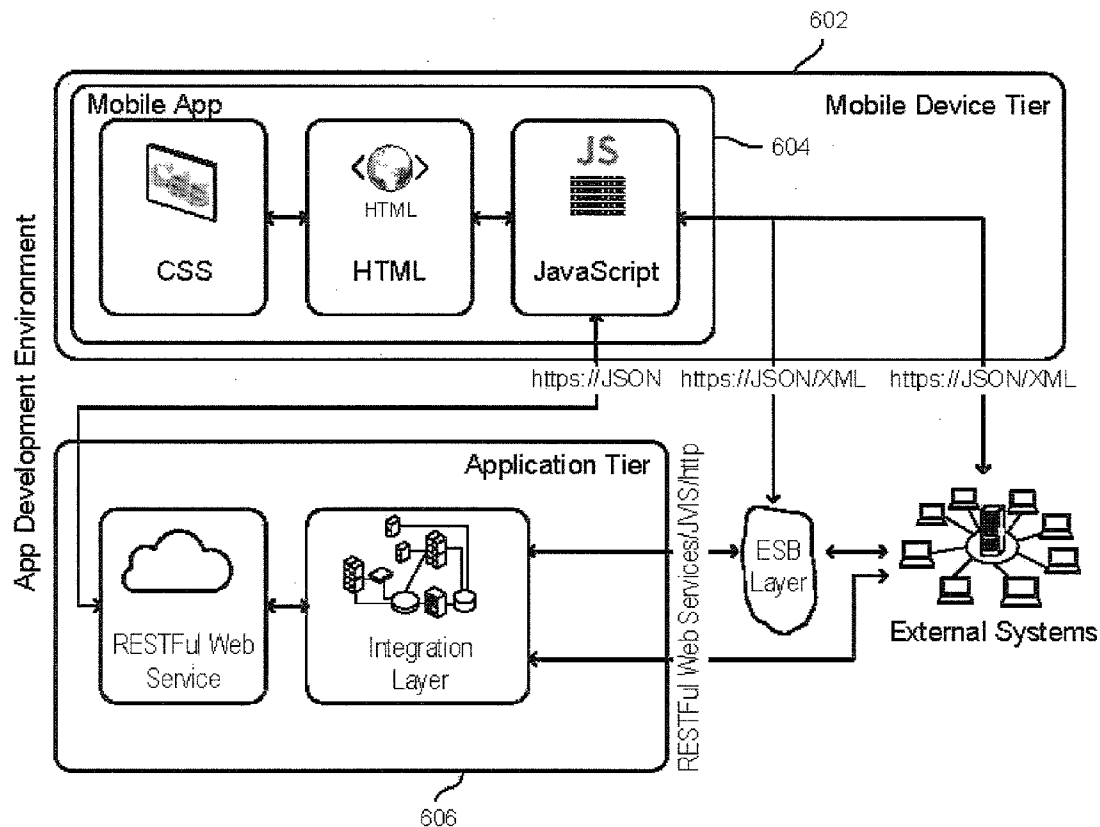 602
Mobile App
Mobile Device Tier
604
JS
HTML
CSS
HTML
JavaScript
App Development Environment
https://JSON
https://JSON/XML
https://JSON/XML
Application Tier
RESTFul Web Services/JMS/http
ESB
Layer
RESTFul Web
Service
Integration
Layer
External Systems
606